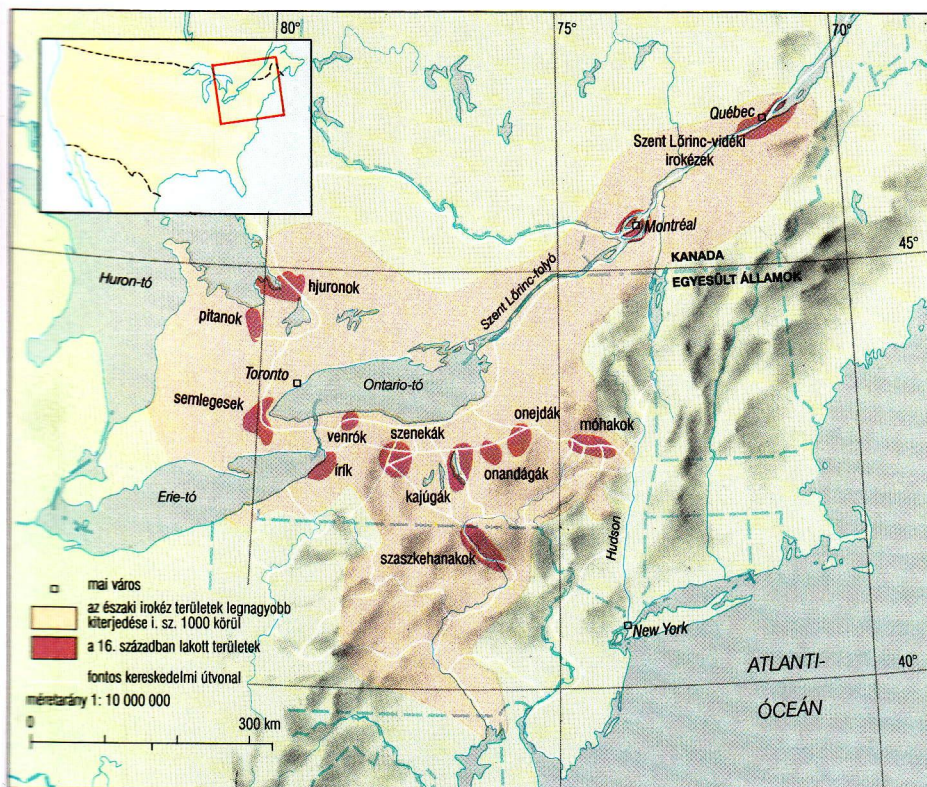 80°
75°
70°
Québec
Szent Lőrinc-vidéki
irokézek
Montréal
45°
KANADA
EGYESÜLT ÁLLAMOK
Huron-tó
hjuronok
Szent Lőrinc-folyó
pitanok
Toronto
Ontario-tó
semlegesek
onejdák
venrók
szenekák
móhakok
írík
onandágák
kajúgák
Erie-tó
Hudson
szaszkehanakok
mai város
az északi irokéz területek legnagyobb
kiterjedése i. sz. 1000 körül
a 16. században lakott területek
fontos kereskedelmi útvonal
méretarány 1: 10 000 000
0
300 km
New York
ATLANTI-
40°
ÓCEÁN